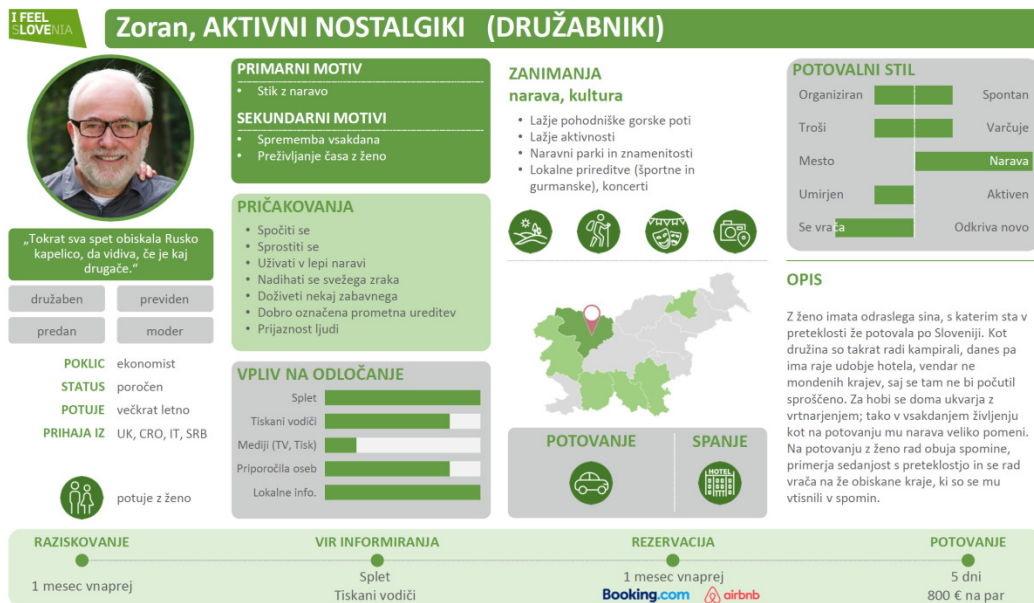 I FEEL
SLOVENIA
Zoran, AKTIVNI NOSTALGIKI (DRUŽABNIKI)
„Tokrat sva spet obiskala Rusko
kapelico, da vidiva, če je kaj
drugače.“
družaben
previden
predan
moder
POKLIC ekonomist
STATUS poročen
POTUJE večkrat letno
PRIHAJA IZ UK, CRO, IT, SRB
potuje z ženo
PRIMARNI MOTIV
• Stik z naravo
SEKUNDARNI MOTIVI
• Sprememba vsakdana
• Preživljanje časa z ženo
PRIČAKOVANJA
• Spočiti se
• Sprostiti se
• Uživati v lepi naravi
• Nadihati se svežega zraka
• Doživeti nekaj zabavnega
• Dobro označena prometna ureditev
• Prijaznost ljudi
VPLIV NA ODLOČANJE
Splet
Tiskani vodiči
Mediji (TV, Tisk)
Priporočila oseb
Lokalne info.
ZANIMANJA
narava, kultura
• Lažje pohodniške gorske poti
• Lažje aktivnosti
• Naravni parki in znamenitosti
• Lokalne prireditve (športne in
gurmanske), koncerti
POTOVANJE
SPANJE
HOTEL
POTOVALNI STIL
Organiziran Spontan
Troši Varčuje
Mesto Narava
Umirjen Aktiven
Se vrača Odkriva novo
OPIS
Z ženo imata odraslega sina, s katerim sta v
preteklosti že potovala po Sloveniji. Kot
družina so takrat radi kampirali, danes pa
ima raje udobje hotela, vendar ne
mondenih krajev, saj se tam ne bi počutil
sproščeno. Za hobi se doma ukvarja z
vrtnarjenjem; tako v vsakdanjem življenju
kot na potovanju mu narava veliko pomeni.
Na potovanju z ženo rad obuja spomine,
primerja sedanjost s preteklostjo in se rad
vrača na že obiskane kraje, ki so se mu
vtisnili v spomin.
RAZISKOVANJE
1 mesec vnaprej
VIR INFORMIRANJA
Splet
Tiskani vodiči
REZERVACIJA
1 mesec vnaprej
Booking.com airbnb
POTOVANJE
5 dni
800 € na par